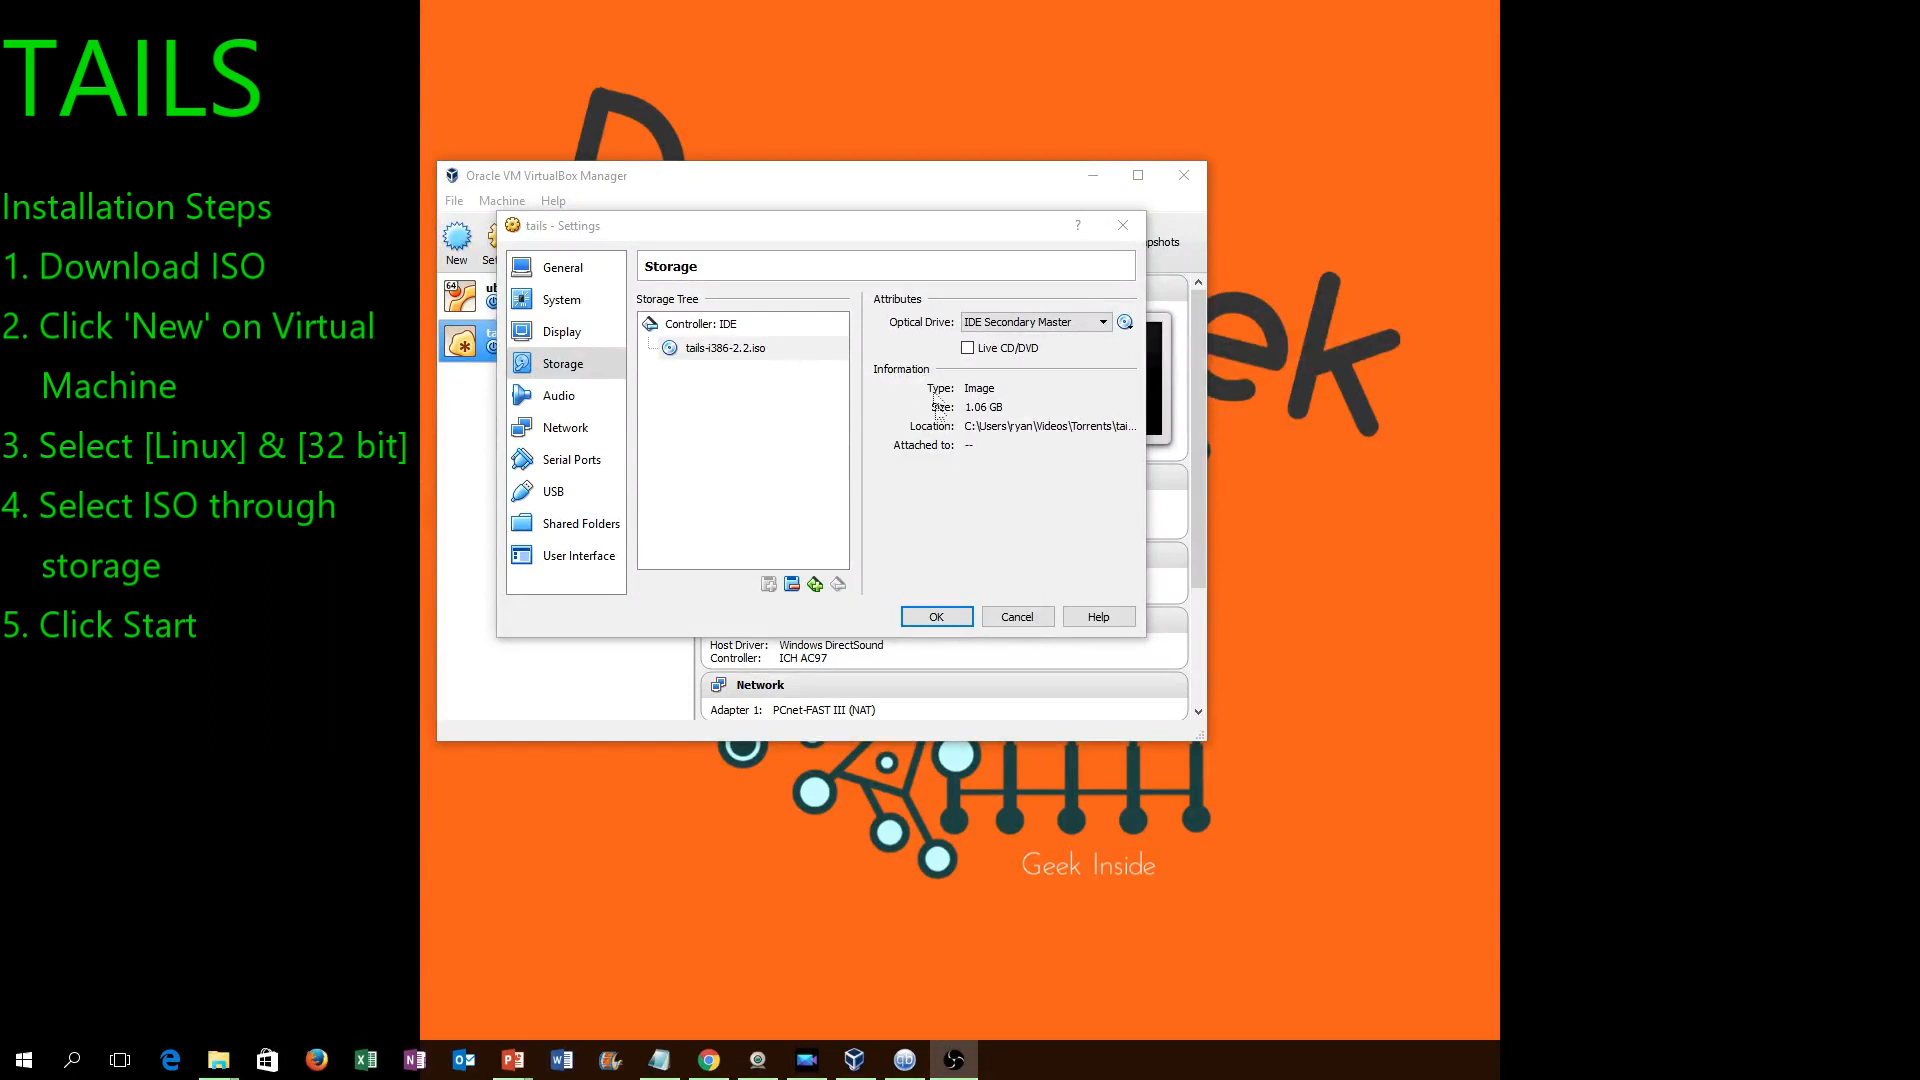 TAILS
Installation Steps
1. Download ISO
2. Click 'New' on Virtual
Machine
3. Select [Linux] & [32 bit]
4. Select ISO through
storage
5. Click Start
Oracle VM VirtualBox Manager
File Machine Help
New
tails - Settings
?
General
System
Display
Storage
Audio
Network
Serial Ports
USB
Shared Folders
User Interface
Storage
Storage Tree
Controller: IDE
tails-i386-2.2.iso
Attributes
Optical Drive: IDE Secondary Master
Live CD/DVD
Information
Type: Image
Size: 1.06 GB
Location: C:\Users\ryan\Videos\Torrents\tai...
Attached to: --
OK Cancel Help
64
Host Driver: Windows DirectSound
Controller: ICH AC97
Network
Adapter 1: PCnet-FAST III (NAT)
Geek Inside